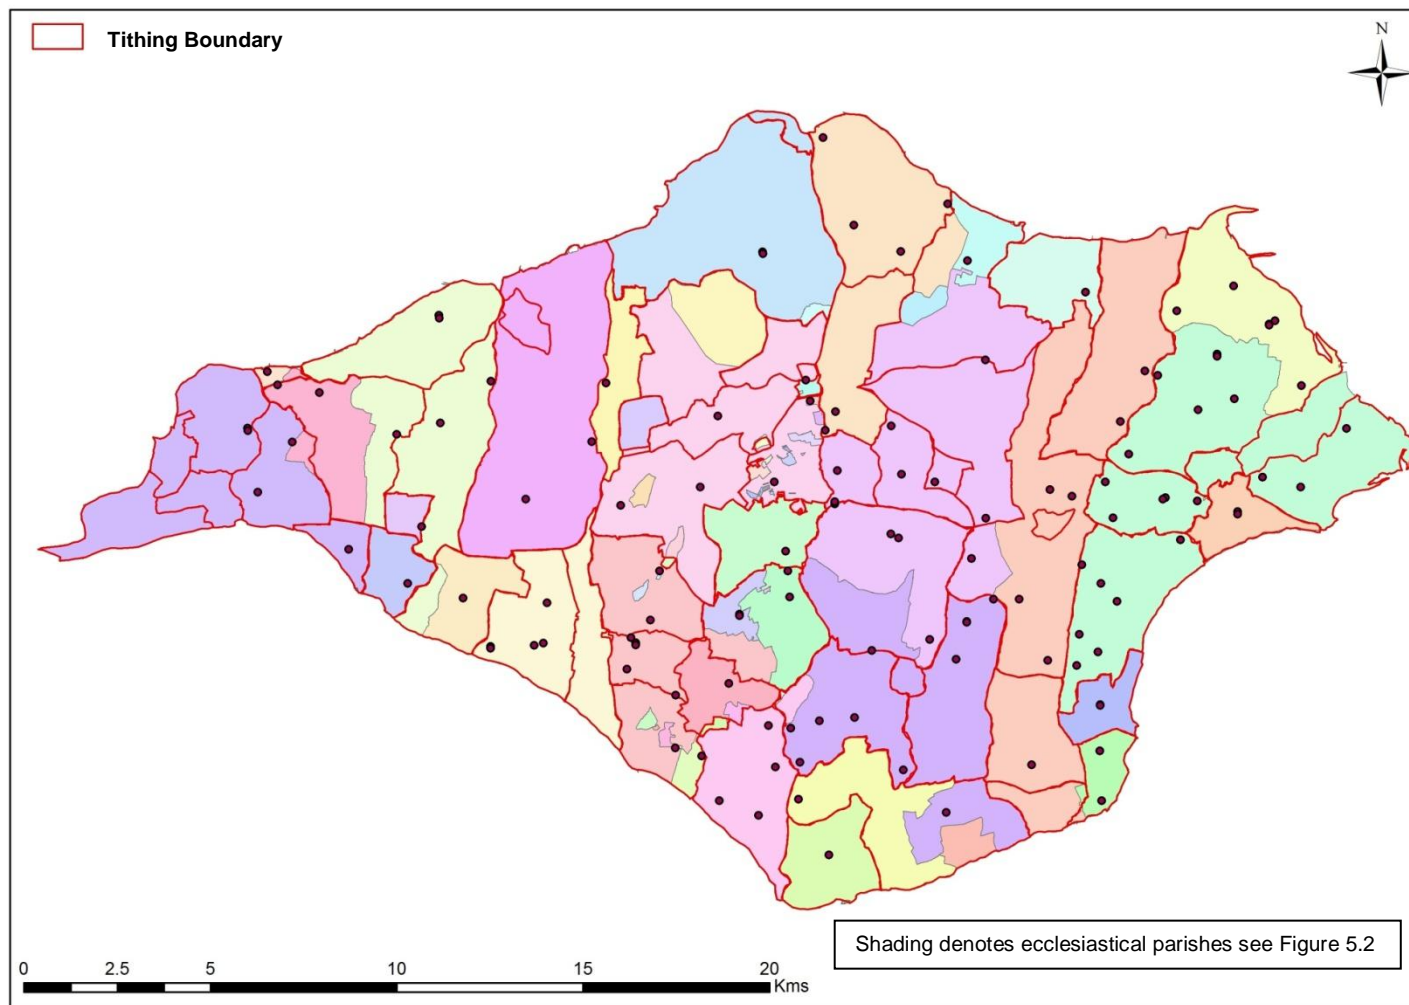 Tithing Boundary
N
Shading denotes ecclesiastical parishes see Figure 5.2
0 2.5 5 10 15 20
Kms